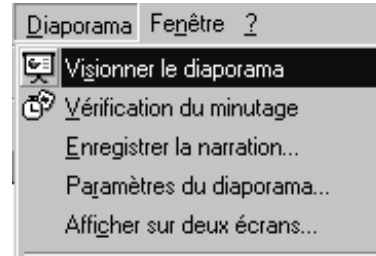 Diaporama Fenêtre ?
Visionner le diaporama
Vérification du minutage
Enregistrer la narration...
Paramètres du diaporama...
Afficher sur deux écrans...